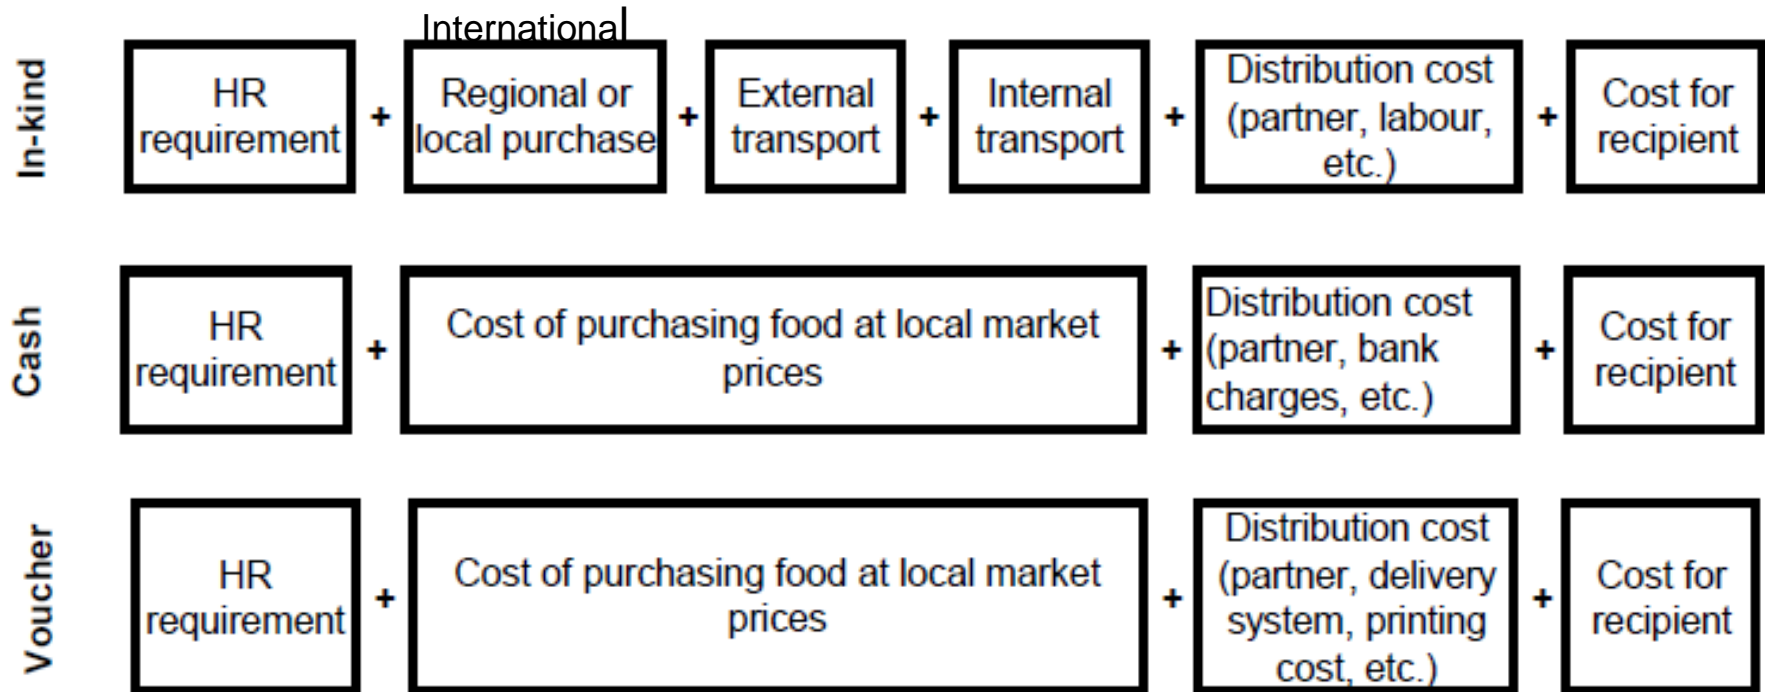 International
In-kind
HR
requirement
+
Regional or
local purchase
+
External
transport
+
Internal
transport
+
Distribution cost
(partner, labour,
etc.)
+
Cost for
recipient
Cash
HR
requirement
+
Cost of purchasing food at local market
prices
+
Distribution cost
(partner, bank
charges, etc.)
+
Cost for
recipient
Voucher
HR
requirement
+
Cost of purchasing food at local market
prices
+
Distribution cost
(partner, delivery
system, printing
cost, etc.)
+
Cost for
recipient